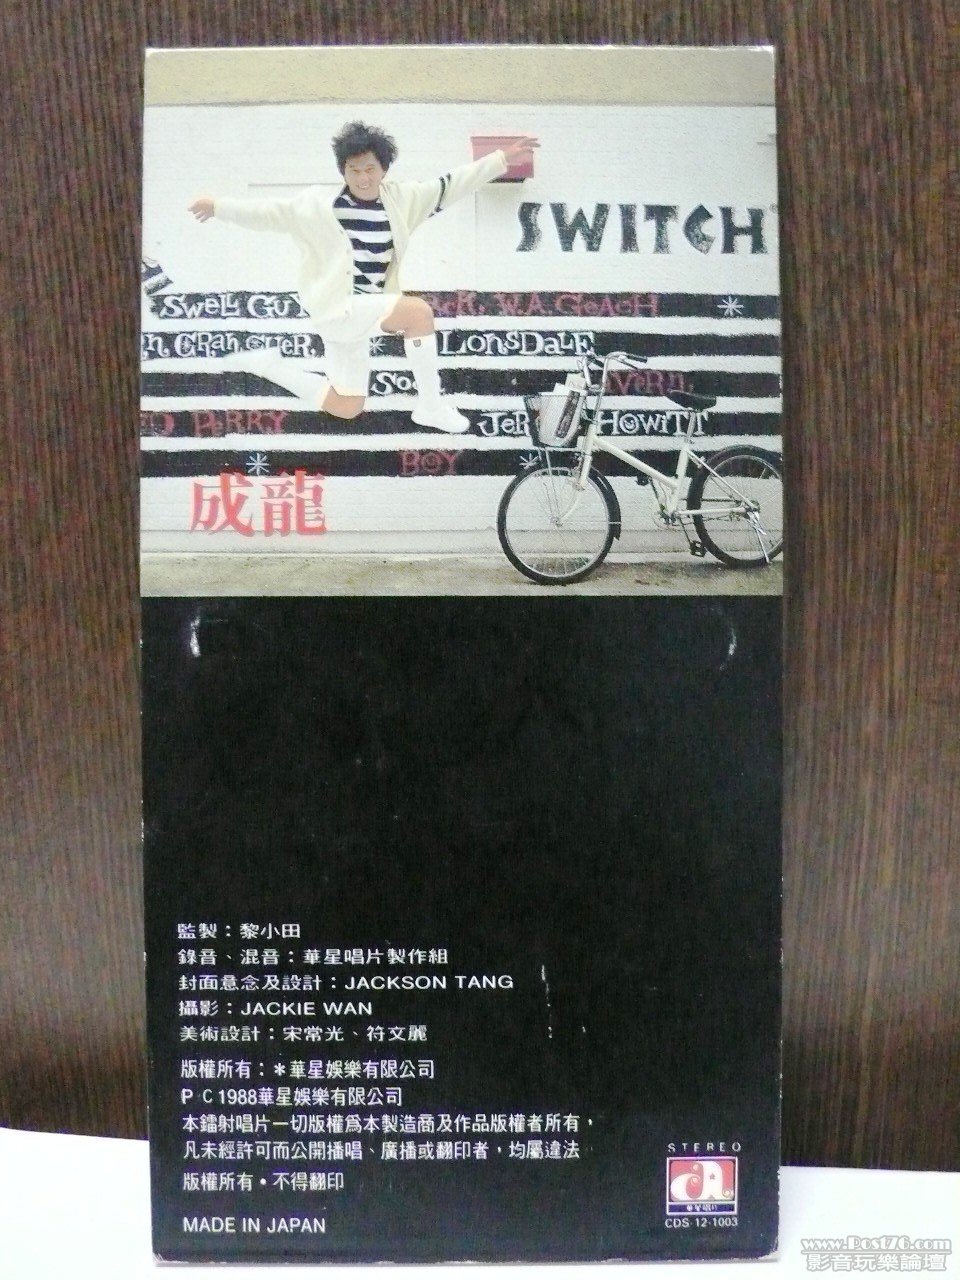 SWITCH
SWELL GUY
W.A. GOACH
LONSDALE
PERRY
HOWITT
BOY
成龍
監製：黎小田
錄音、混音：華星唱片製作組
封面意念及設計：JACKSON TANG
攝影：JACKIE WAN
美術設計：宋常光、符文麗
版權所有：＊華星娛樂有限公司
P·C 1988華星娛樂有限公司
本鐳射唱片一切版權爲本製造商及作品版權者所有，
凡未經許可而公開播唱、廣播或翻印者，均屬違法
版權所有•不得翻印
MADE IN JAPAN
STEREO
華星唱片
CDS-12-1003
www.Post76.com
影音玩樂論壇